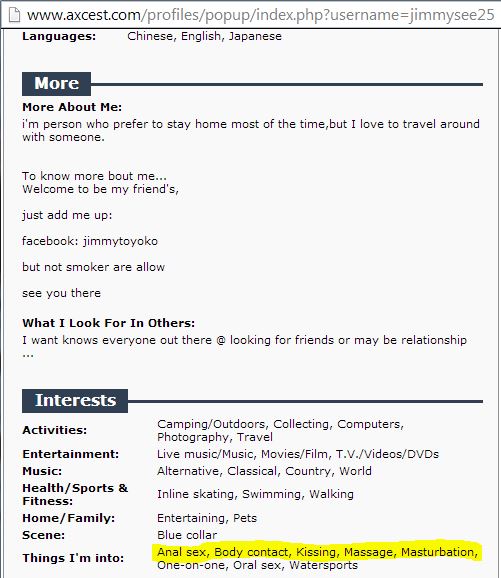 www.axcest.com/profiles/popup/index.php?username=jimmysee25
Languages: Chinese, English, Japanese
More
More About Me:
i'm person who prefer to stay home most of the time,but I love to travel around
with someone.
To know more bout me...
Welcome to be my friend's,
just add me up:
facebook: jimmytoyoko
but not smoker are allow
see you there
What I Look For In Others:
I want knows everyone out there @ looking for friends or may be relationship
...
Interests
Activities: Camping/Outdoors, Collecting, Computers,
Photography, Travel
Entertainment: Live music/Music, Movies/Film, T.V./Videos/DVDs
Music: Alternative, Classical, Country, World
Health/Sports &
Fitness: Inline skating, Swimming, Walking
Home/Family: Entertaining, Pets
Scene: Blue collar
Things I'm into: Anal sex, Body contact, Kissing, Massage, Masturbation,
One-on-one, Oral sex, Watersports